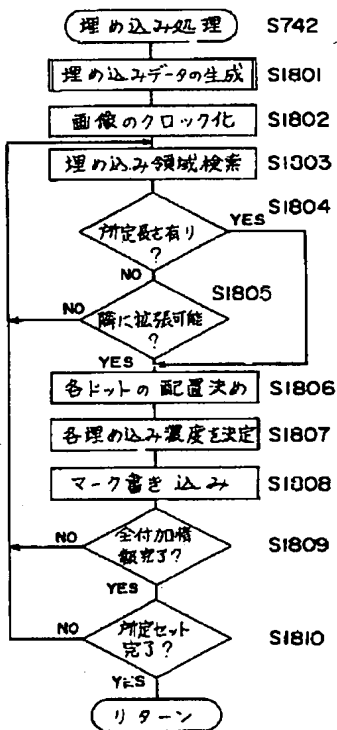 埋め込み処理 S742
埋め込みデータの生成 S1801
画像のクロック化 S1802
埋め込み領域検索 S1803
S1804
所定長さ有り
?
YES
NO
S1805
隣に拡張可能
?
NO
YES
各ドットの配置決め S1806
各埋め込み濃度を決定 S1807
マーク書き込み S1808
全付加情
報完了?
NO
S1809
YES
所定セット
完了?
NO
S1810
YES
リターン